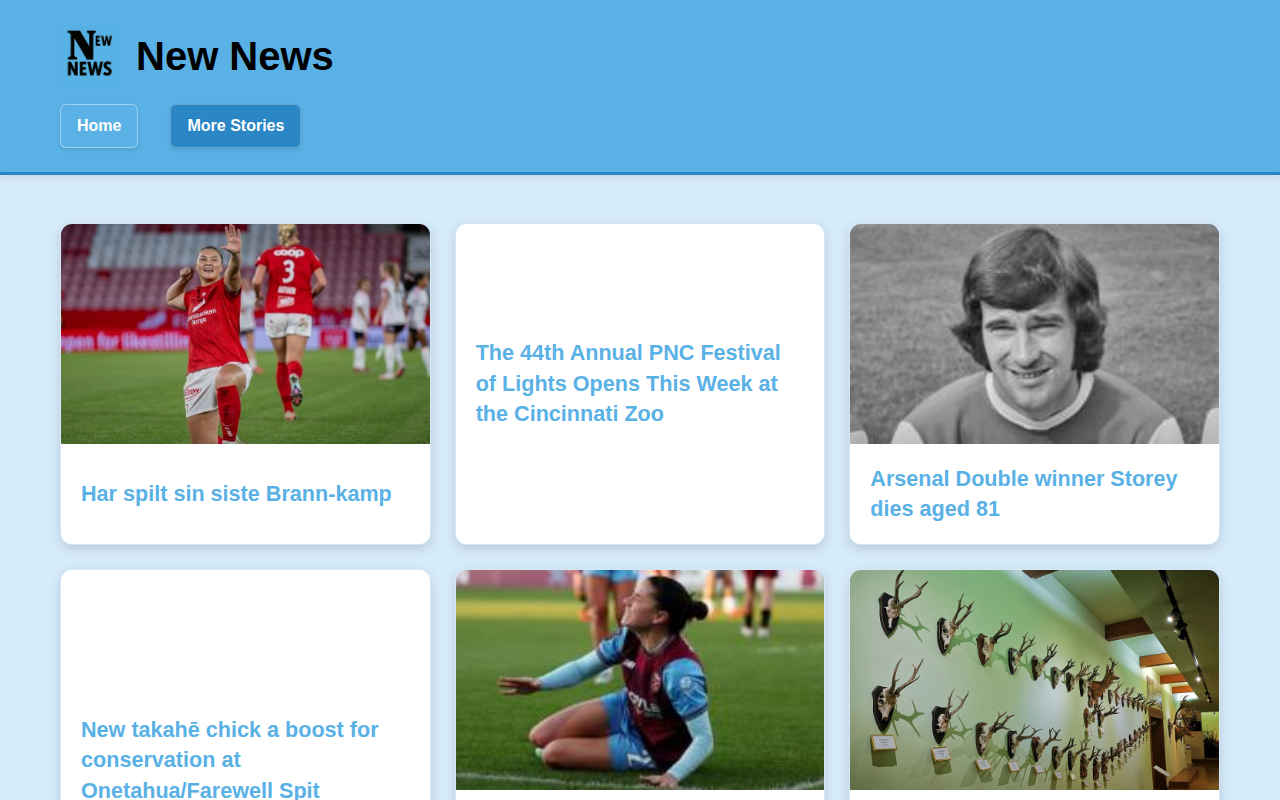 NEW
NEWS
New News
Home
More Stories
coop
3
Har spilt sin siste Brann-kamp
The 44th Annual PNC Festival
of Lights Opens This Week at
the Cincinnati Zoo
Arsenal Double winner Storey
dies aged 81
New takahē chick a boost for
conservation at
Onetahua/Farewell Spit